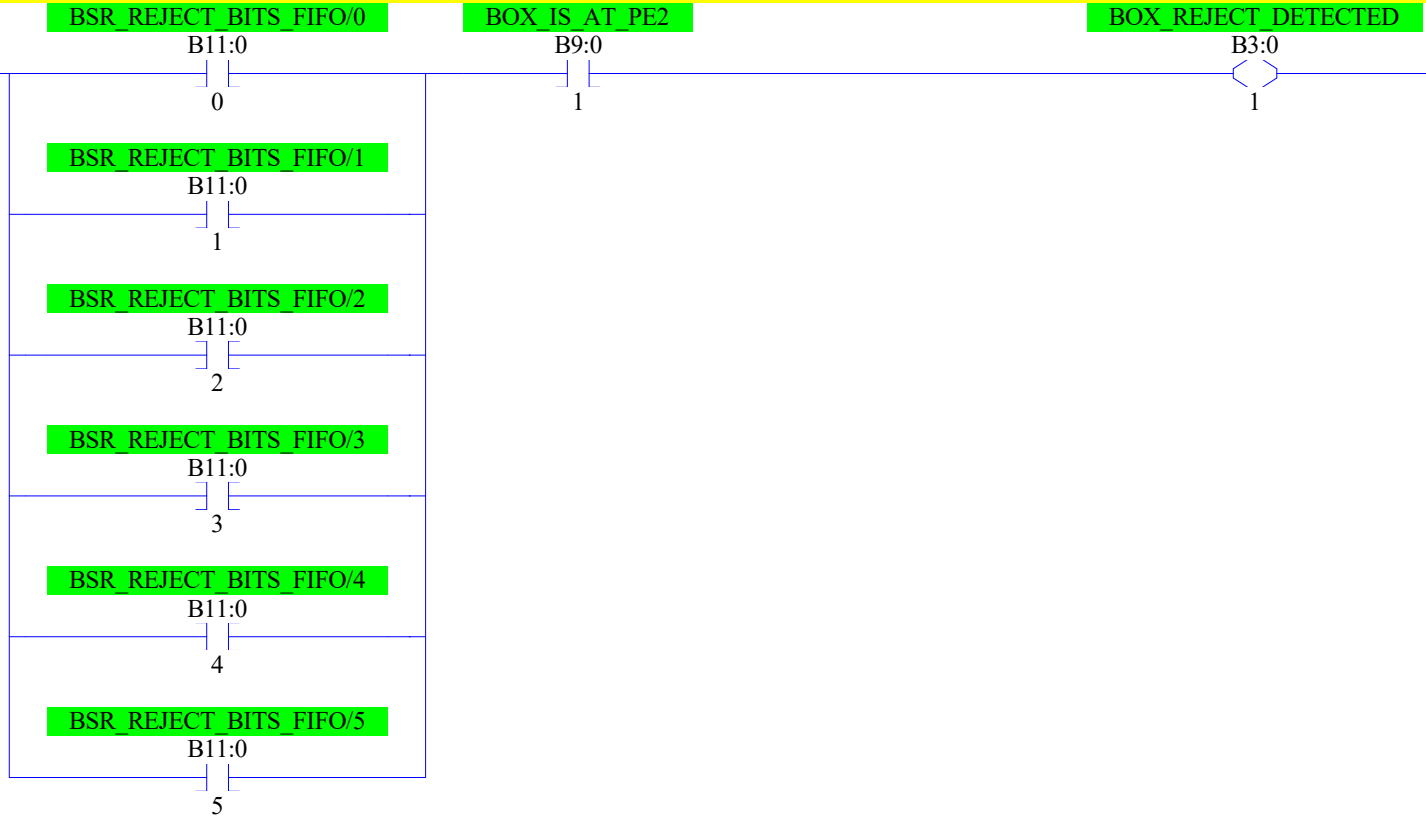 BSR_REJECT_BITS_FIFO/0 BOX_IS_AT_PE2 BOX_REJECT_DETECTED
B11:0 B9:0 B3:0
0 1 1
BSR_REJECT_BITS_FIFO/1
B11:0
1
BSR_REJECT_BITS_FIFO/2
B11:0
2
BSR_REJECT_BITS_FIFO/3
B11:0
3
BSR_REJECT_BITS_FIFO/4
B11:0
4
BSR_REJECT_BITS_FIFO/5
B11:0
5